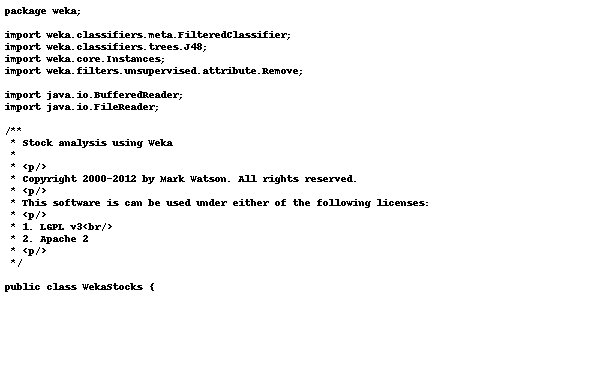 package weka;

import weka.classifiers.meta.FilteredClassifier;
import weka.classifiers.trees.J48;
import weka.core.Instances;
import weka.filters.unsupervised.attribute.Remove;

import java.io.BufferedReader;
import java.io.FileReader;

/**
 * Stock analysis using Weka
 *
 * <p/>
 * Copyright 2000-2012 by Mark Watson. All rights reserved.
 * <p/>
 * This software is can be used under either of the following licenses:
 * <p/>
 * 1. LGPL v3<br/>
 * 2. Apache 2
 * <p/>
 */

public class WekaStocks {